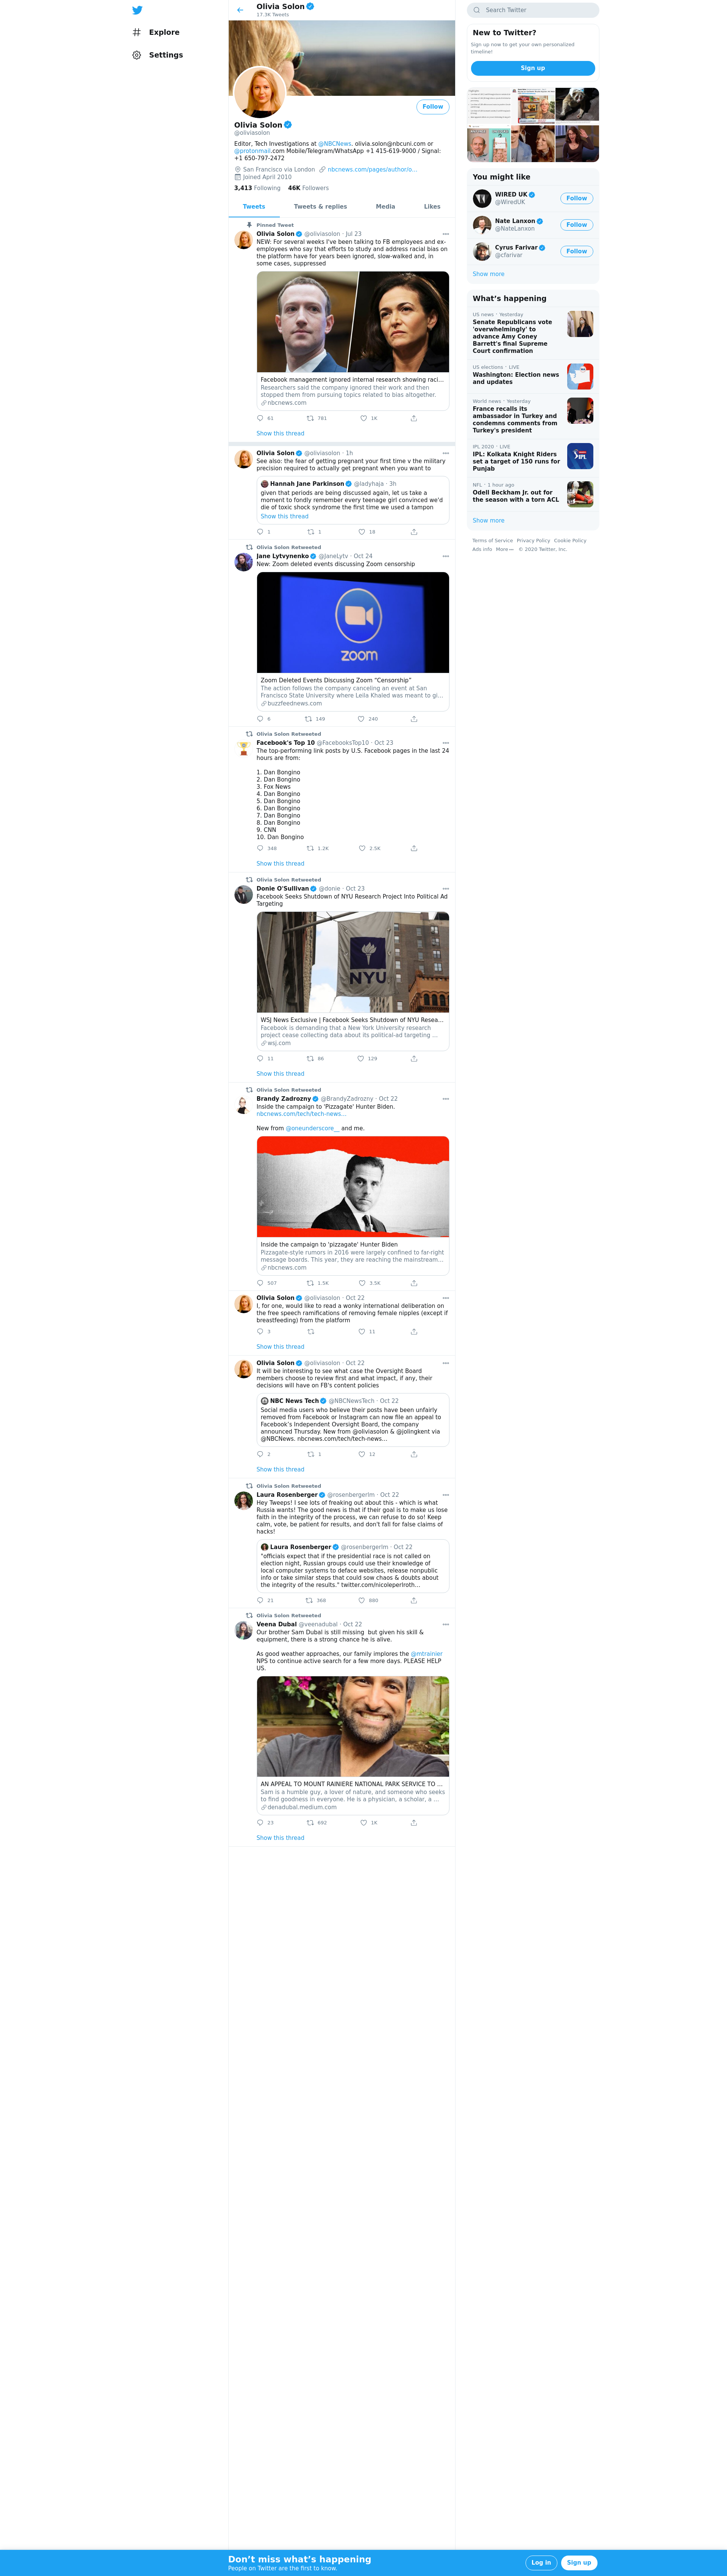 Explore
Settings
Olivia Solon
17.3K Tweets
Follow
Olivia Solon
@oliviasolon
Editor, Tech Investigations at @NBCNews. olivia.solon@nbcuni.com or
@protonmail.com Mobile/Telegram/WhatsApp +1 415-619-9000 / Signal:
+1 650-797-2472
San Francisco via London nbcnews.com/pages/author/o...
Joined April 2010
3,413 Following 46K Followers
Tweets Tweets & replies Media Likes
Pinned Tweet
Olivia Solon @oliviasolon · Jul 23
NEW: For several weeks I've been talking to FB employees and ex-
employees who say that efforts to study and address racial bias on
the platform have for years been ignored, slow-walked and, in
some cases, suppressed
Facebook management ignored internal research showing raci...
Researchers said the company ignored their work and then
stopped them from pursuing topics related to bias altogether.
nbcnews.com
61 781 1K
Show this thread
Olivia Solon @oliviasolon · 1h
See also: the fear of getting pregnant your first time v the military
precision required to actually get pregnant when you want to
Hannah Jane Parkinson @ladyhaja · 3h
given that periods are being discussed again, let us take a
moment to fondly remember every teenage girl convinced we'd
die of toxic shock syndrome the first time we used a tampon
Show this thread
1 1 18
Olivia Solon Retweeted
Jane Lytvynenko @JaneLytv · Oct 24
New: Zoom deleted events discussing Zoom censorship
zoom
Zoom Deleted Events Discussing Zoom “Censorship”
The action follows the company canceling an event at San
Francisco State University where Leila Khaled was meant to gi...
buzzfeednews.com
6 149 240
Olivia Solon Retweeted
Facebook's Top 10 @FacebooksTop10 · Oct 23
The top-performing link posts by U.S. Facebook pages in the last 24
hours are from:
1. Dan Bongino
2. Dan Bongino
3. Fox News
4. Dan Bongino
5. Dan Bongino
6. Dan Bongino
7. Dan Bongino
8. Dan Bongino
9. CNN
10. Dan Bongino
348 1.2K 2.5K
Show this thread
Olivia Solon Retweeted
Donie O'Sullivan @donie · Oct 23
Facebook Seeks Shutdown of NYU Research Project Into Political Ad
Targeting
NYU
WSJ News Exclusive | Facebook Seeks Shutdown of NYU Resea...
Facebook is demanding that a New York University research
project cease collecting data about its political-ad targeting ...
wsj.com
11 98 129
Show this thread
Olivia Solon Retweeted
Brandy Zadrozny @BrandyZadrozny · Oct 22
Inside the campaign to 'Pizzagate' Hunter Biden.
nbcnews.com/tech/tech-news...
New from @oneunderscore__ and me.
Inside the campaign to 'pizzagate' Hunter Biden
Pizzagate-style rumors in 2016 were largely confined to far-right
message boards. This year, they are reaching the mainstream...
nbcnews.com
507 1.5K 3.5K
Olivia Solon @oliviasolon · Oct 22
I, for one, would like to read a wonky international deliberation on
the free speech ramifications of removing female nipples (except if
breastfeeding) from the platform
3 11
Show this thread
Olivia Solon @oliviasolon · Oct 22
It will be interesting to see what case the Oversight Board
members choose to review first and what impact, if any, their
decisions will have on FB's content policies
NBC News Tech @NBCNewsTech · Oct 22
Social media users who believe their posts have been unfairly
removed from Facebook or Instagram can now file an appeal to
Facebook's Independent Oversight Board, the company
announced Thursday. New from @oliviasolon & @jolingkent via
@NBCNews. nbcnews.com/tech/tech-news...
2 1 12
Show this thread
Olivia Solon Retweeted
Laura Rosenberger @rosenbergerlm · Oct 22
Hey Tweeps! I see lots of freaking out about this - which is what
Russia wants! The good news is that if their goal is to make us lose
faith in the integrity of the process, we can refuse to do so! Keep
calm, vote, be patient for results, and don't fall for false claims of
hacks!
Laura Rosenberger @rosenbergerlm · Oct 22
"officials expect that if the presidential race is not called on
election night, Russian groups could use their knowledge of
local computer systems to deface websites, release nonpublic
info or take similar steps that could sow chaos & doubts about
the integrity of the results." twitter.com/nicoleperlroth...
21 368 880
Olivia Solon Retweeted
Veena Dubal @veenadubal · Oct 22
Our brother Sam Dubal is still missing but given his skill &
equipment, there is a strong chance he is alive.
As good weather approaches, our family implores the @mtrainier
NPS to continue active search for a few more days. PLEASE HELP
US.
AN APPEAL TO MOUNT RAINIERE NATIONAL PARK SERVICE TO ...
Sam is a humble guy, a lover of nature, and someone who seeks
to find goodness in everyone. He is a physician, a scholar, a ...
denadubal.medium.com
23 692 1K
Show this thread
Search Twitter
New to Twitter?
Sign up now to get your own personalized
timeline!
Sign up
You might like
WIRED UK
@WiredUK
Follow
Nate Lanxon
@NateLanxon
Follow
Cyrus Farivar
@cfarivar
Follow
Show more
What's happening
US news · Yesterday
Senate Republicans vote
'overwhelmingly' to
advance Amy Coney
Barrett's final Supreme
Court confirmation
US elections · LIVE
Washington: Election news
and updates
World news · Yesterday
France recalls its
ambassador in Turkey and
condemns comments from
Turkey's president
IPL 2020 · LIVE
IPL: Kolkata Knight Riders
set a target of 150 runs for
Punjab
IPL
NFL · 1 hour ago
Odell Beckham Jr. out for
the season with a torn ACL
Show more
Terms of Service Privacy Policy Cookie Policy
Ads info More © 2020 Twitter, Inc.
Don't miss what's happening
People on Twitter are the first to know.
Log in Sign up